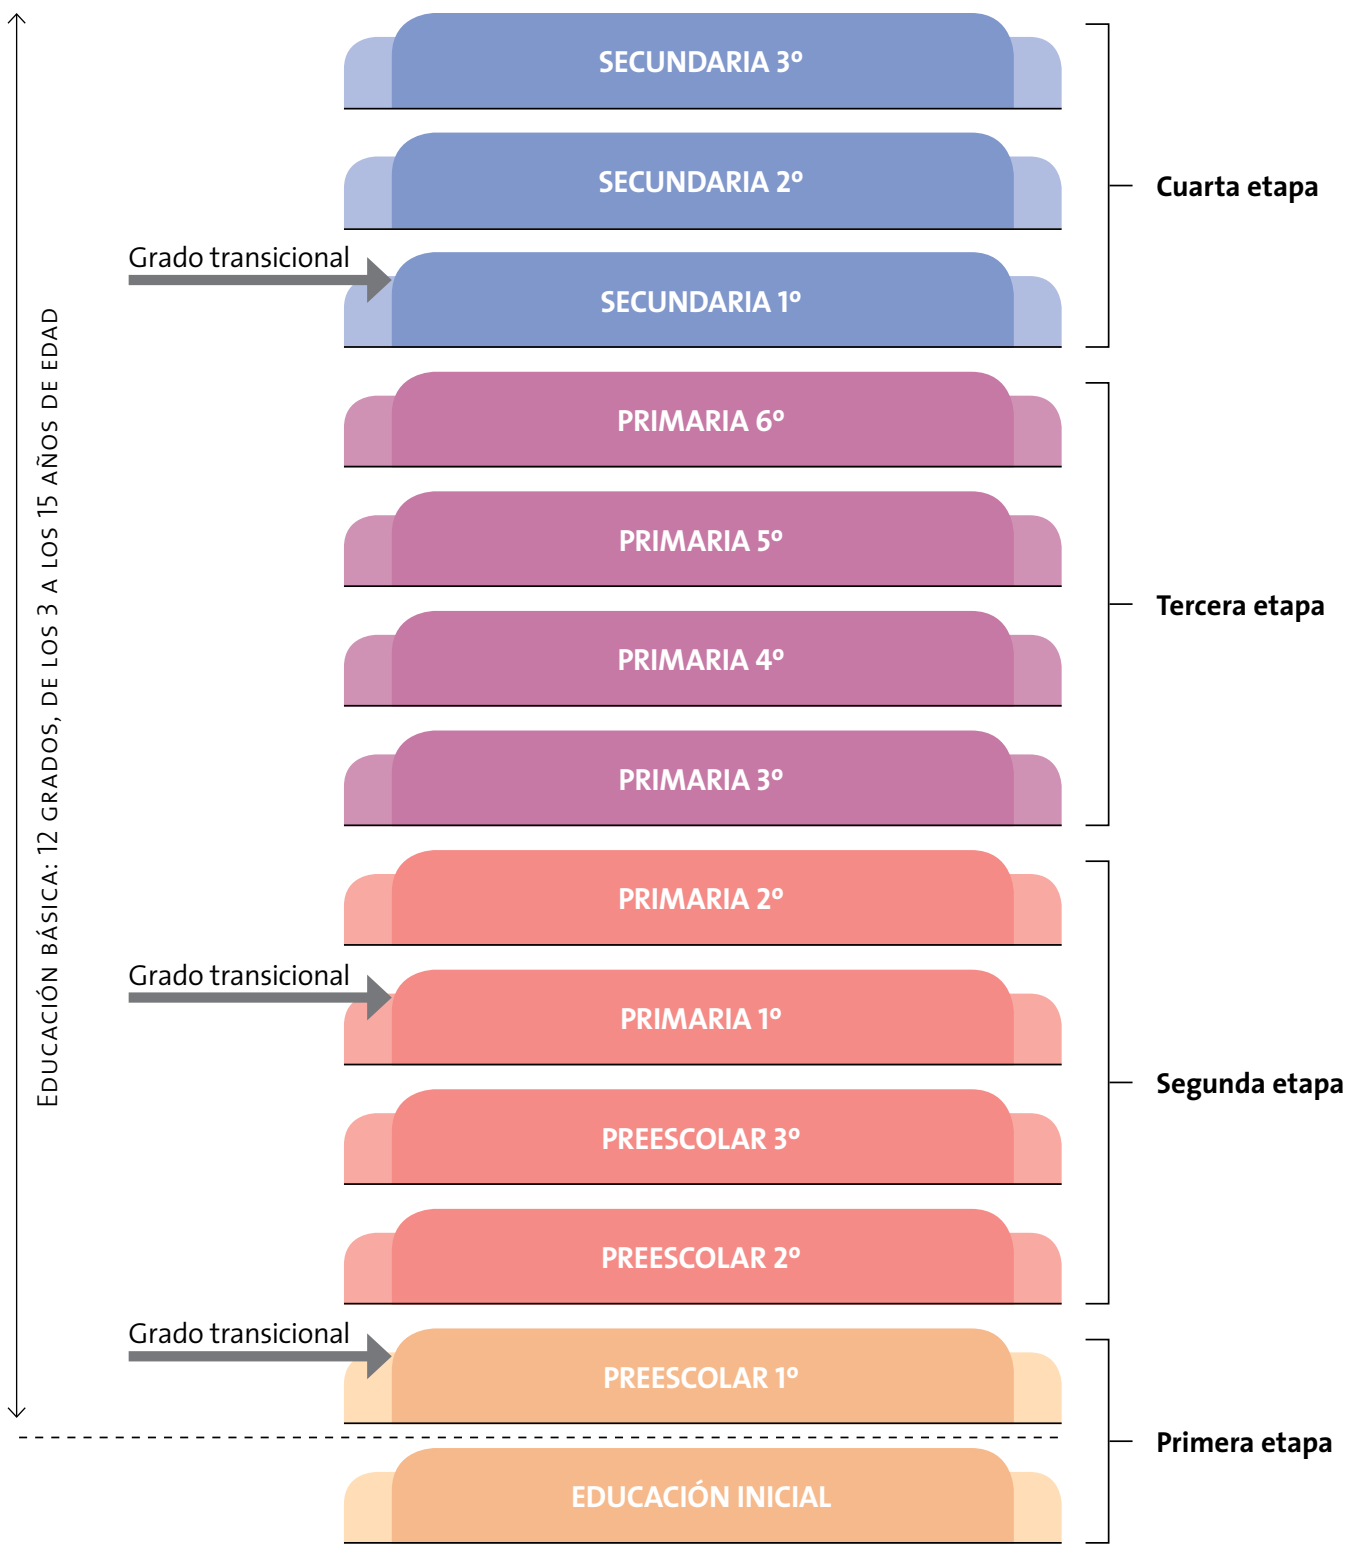 SECUNDARIA 3º
SECUNDARIA 2º
Cuarta etapa
Grado transicional
SECUNDARIA 1º
PRIMARIA 6º
PRIMARIA 5º
Tercera etapa
PRIMARIA 4º
PRIMARIA 3º
EDUCACIÓN BÁSICA: 12 GRADOS, DE LOS 3 A LOS 15 AÑOS DE EDAD
PRIMARIA 2º
Grado transicional
PRIMARIA 1º
Segunda etapa
PREESCOLAR 3º
PREESCOLAR 2º
Grado transicional
PREESCOLAR 1º
Primera etapa
EDUCACIÓN INICIAL